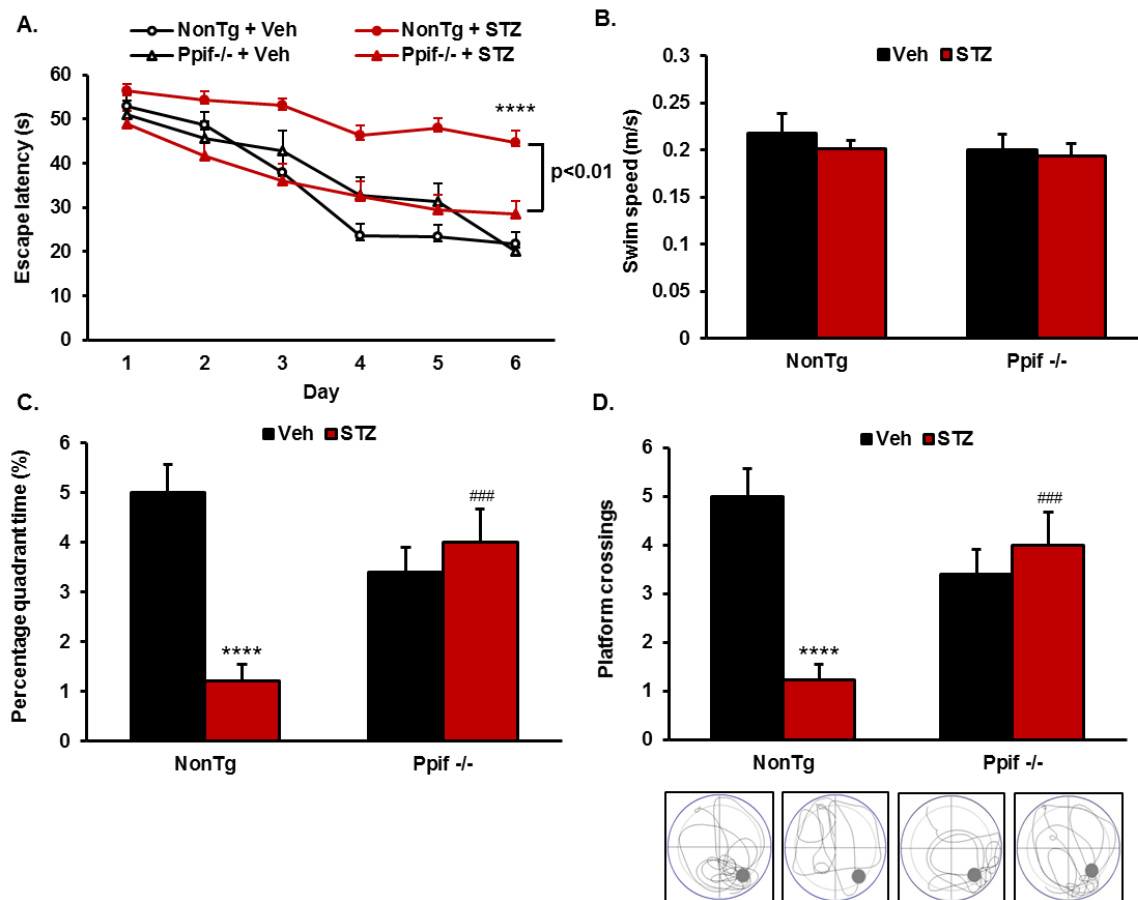 A.
NonTg + Veh
NonTg + STZ
Ppif-/- + Veh
Ppif-/- + STZ
Escape latency (s)
60
50
40
30
20
10
0
****
p<0.01
1 2 3 4 5 6
Day
B.
Veh STZ
Swim speed (m/s)
0.3
0.25
0.2
0.15
0.1
0.05
0
NonTg Ppif -/-
C.
Veh STZ
Percentage quadrant time (%)
6
5
4
3
2
1
0
****
###
NonTg Ppif -/-
D.
Veh STZ
Platform crossings
6
5
4
3
2
1
0
****
###
NonTg Ppif -/-